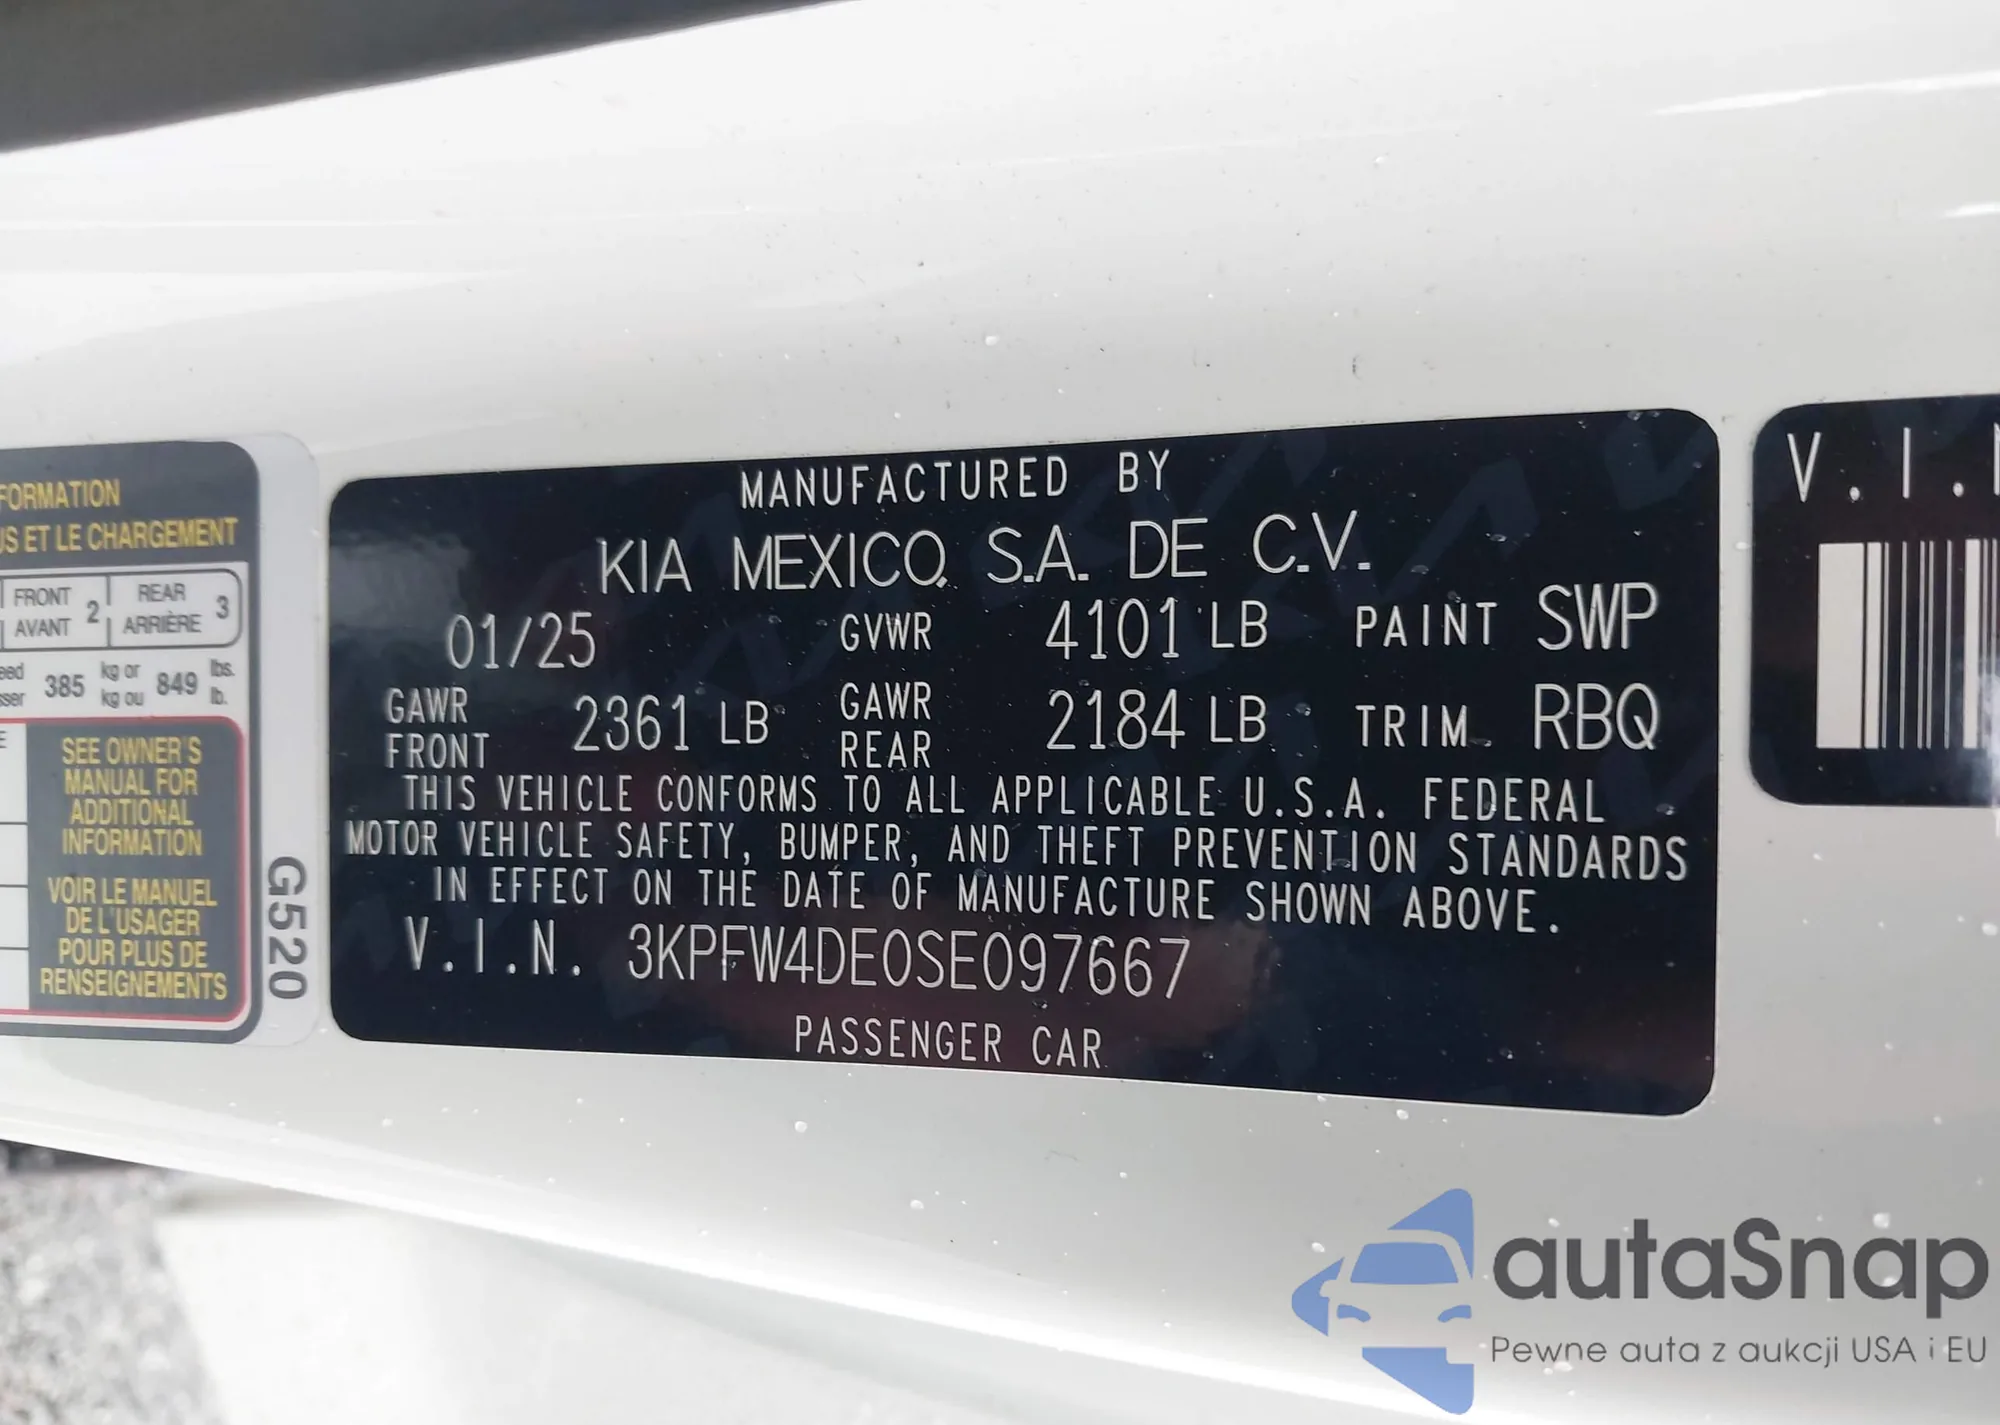 FORMATION
US ET LE CHARGEMENT
FRONT 2 REAR 3
AVANT ARRIÈRE
385 kg or 849 lbs.
kg ou lb.
SEE OWNER'S
MANUAL FOR
ADDITIONAL
INFORMATION
VOIR LE MANUEL
DE L'USAGER
POUR PLUS DE
RENSEIGNEMENTS
G520
MANUFACTURED BY
KIA MEXICO, S.A. DE C.V.
01/25 GVWR 4101 LB PAINT SWP
GAWR FRONT 2361 LB GAWR REAR 2184 LB TRIM RBQ
THIS VEHICLE CONFORMS TO ALL APPLICABLE U.S.A. FEDERAL
MOTOR VEHICLE SAFETY, BUMPER, AND THEFT PREVENTION STANDARDS
IN EFFECT ON THE DATE OF MANUFACTURE SHOWN ABOVE.
V.I.N. 3KPFW4DE0SE097667
PASSENGER CAR
V.I.N
autaSnap
Pewne auta z aukcji USA i EU